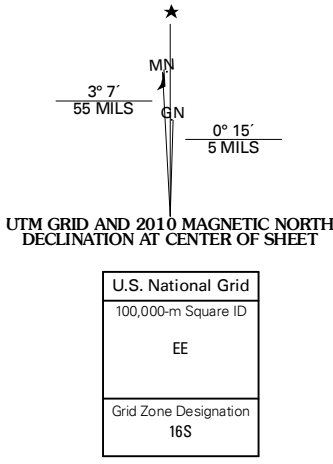 MN
3° 7´
55 MILS
GN
0° 15´
5 MILS
UTM GRID AND 2010 MAGNETIC NORTH
DECLINATION AT CENTER OF SHEET
U.S. National Grid
100,000-m Square ID
EE
Grid Zone Designation
16S